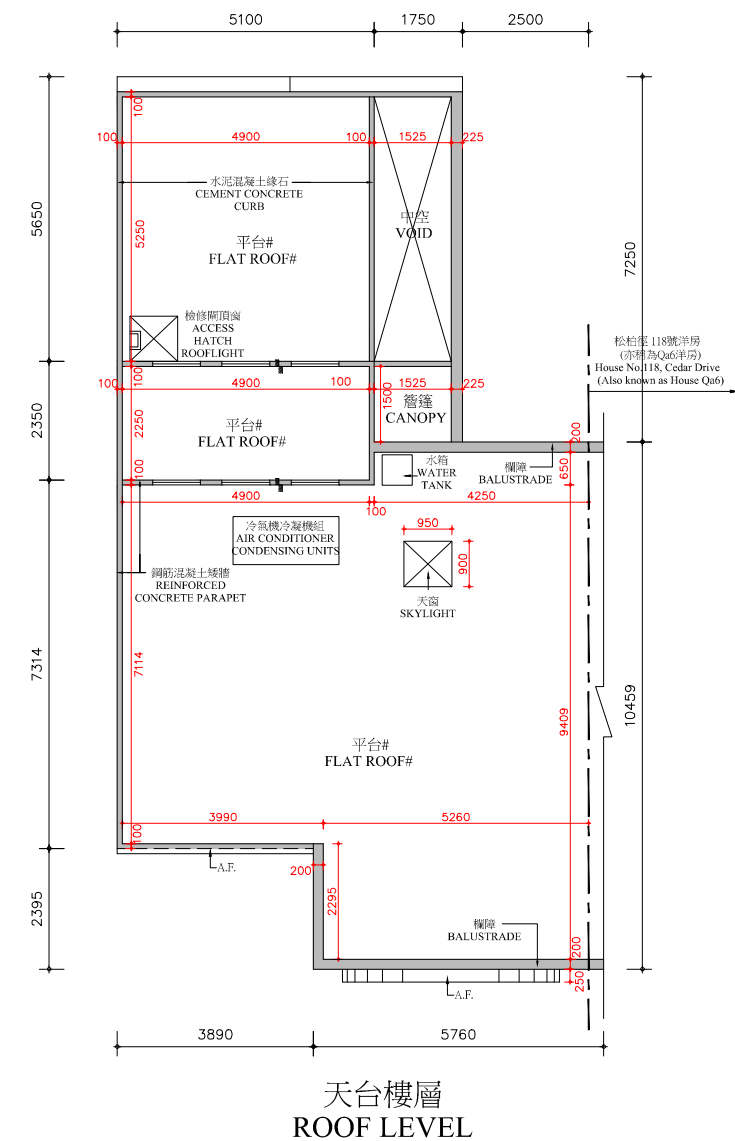 5100
1750
2500
100
100
4900
100
1525
225
水泥混凝土緣石
CEMENT CONCRETE
CURB
中空
VOID
5650
5250
平台#
FLAT ROOF#
7250
檢修閘頂窗
ACCESS
HATCH
ROOFLIGHT
松柏徑 118號洋房
(亦稱為Qa6洋房)
House No.118, Cedar Drive
(Also known as House Qa6)
100
100
4900
100
1525
225
1500
簷篷
CANOPY
2350
2250
平台#
FLAT ROOF#
200
水箱
WATER
TANK
欄障
BALUSTRADE
650
100
4900
100
4250
冷氣機冷凝機組
AIR CONDITIONER
CONDENSING UNITS
950
900
天窗
SKYLIGHT
鋼筋混凝土矮牆
REINFORCED
CONCRETE PARAPET
7314
7114
9409
10459
平台#
FLAT ROOF#
3990
5260
100
A.F.
200
2395
2295
欄障
BALUSTRADE
200
250
A.F.
3890
5760
天台樓層
ROOF LEVEL